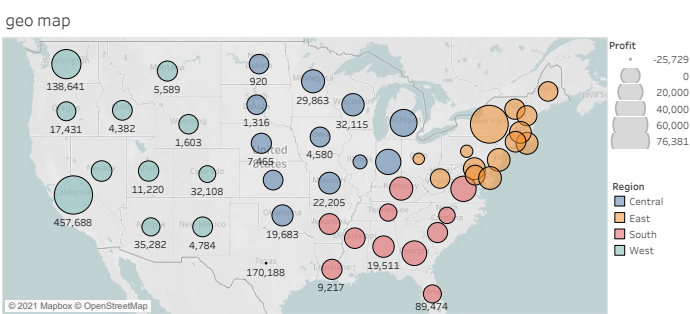 geo map
Profit
-25,729
0
20,000
40,000
60,000
76,381
Region
Central
East
South
West
138,641
5,589
920
29,863
17,431
4,382
1,603
1,316
32,115
7,465
4,580
United
States
11,220
32,108
22,205
457,688
19,683
35,282
4,784
170,188
19,511
9,217
89,474
© 2021 Mapbox © OpenStreetMap